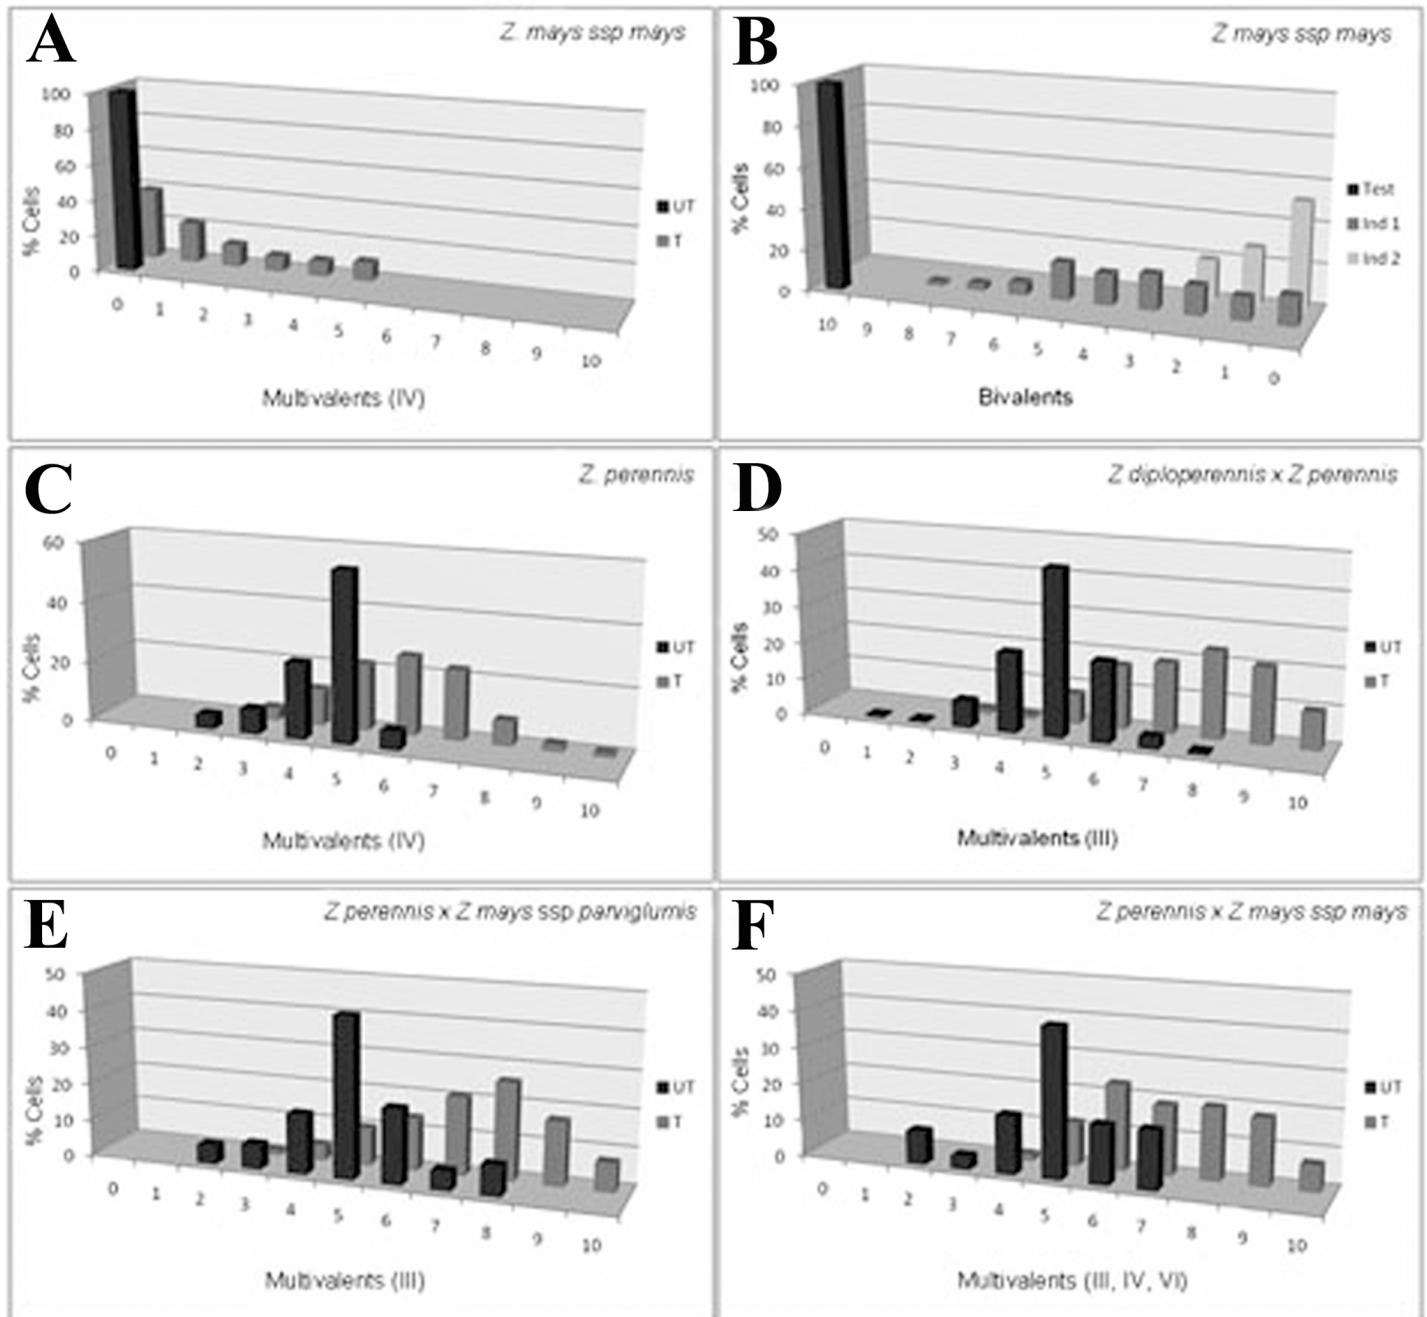 A
Z. mays ssp mays
100
80
60
40
20
0
% Cells
0 1 2 3 4 5 6 7 8 9 10
Multivalents (IV)
UT
T
B
Z mays ssp mays
100
80
60
40
20
0
% Cells
10 9 8 7 6 5 4 3 2 1 0
Bivalents
Test
Ind 1
Ind 2
C
Z. perennis
60
40
20
0
% Cells
0 1 2 3 4 5 6 7 8 9 10
Multivalents (IV)
UT
T
D
Z diploperennis x Z perennis
50
40
30
20
10
0
% Cells
0 1 2 3 4 5 6 7 8 9 10
Multivalents (III)
UT
T
E
Z perennis x Z mays ssp parviglumis
50
40
30
20
10
0
% Cells
0 1 2 3 4 5 6 7 8 9 10
Multivalents (III)
UT
T
F
Z perennis x Z mays ssp mays
50
40
30
20
10
0
% Cells
0 1 2 3 4 5 6 7 8 9 10
Multivalents (III, IV, VI)
UT
T